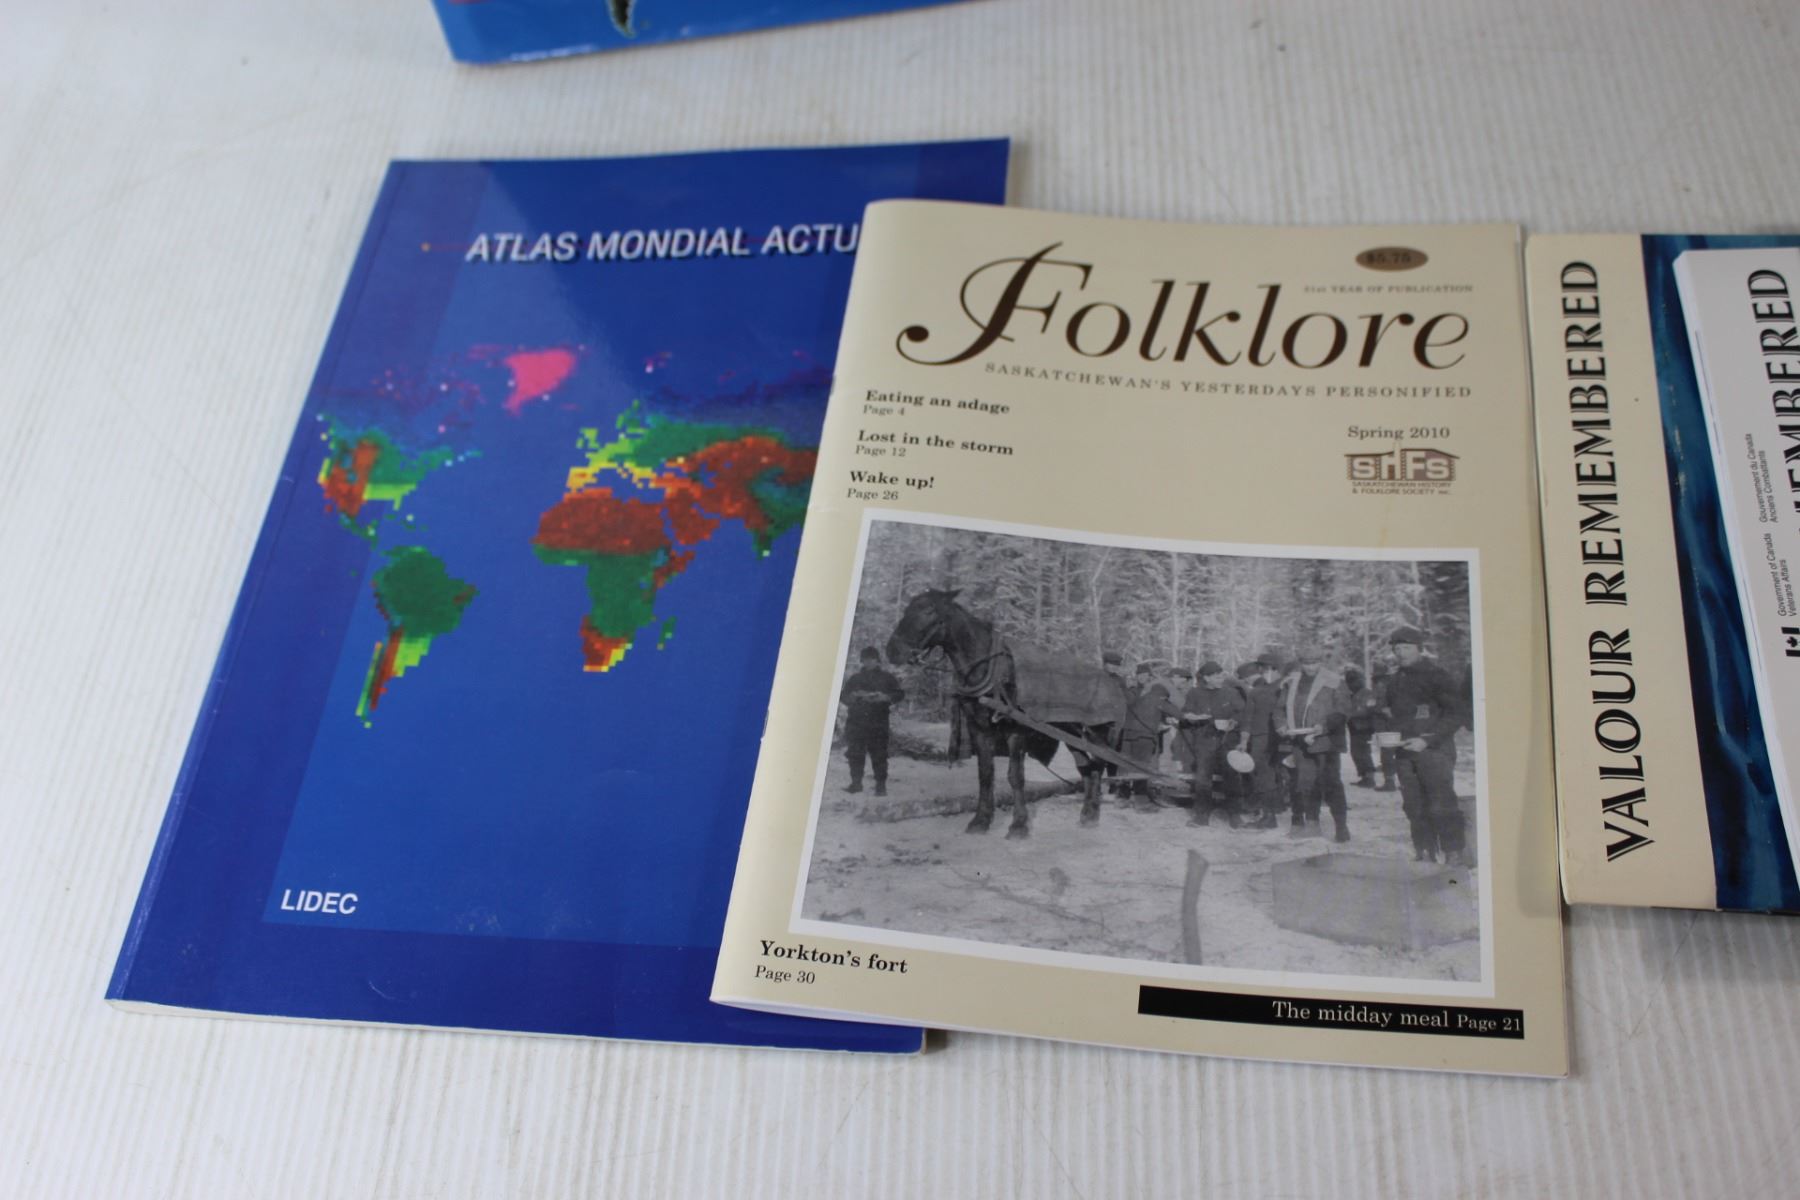 ATLAS MONDIAL ACTU
LIDEC
$5.75
31st YEAR OF PUBLICATION
Folklore
SASKATCHEWAN'S YESTERDAYS PERSONIFIED
Eating an adage
Page 4
Lost in the storm
Page 12
Wake up!
Page 26
Spring 2010
SHFS
SASKATCHEWAN HISTORY
& FOLKLORE SOCIETY INC.
Yorkton's fort
Page 30
The midday meal Page 21
VALOUR REMEMBERED
REMEMBERED
Government of Canada Gouvernement du Canada
Veterans Affairs Anciens Combattants